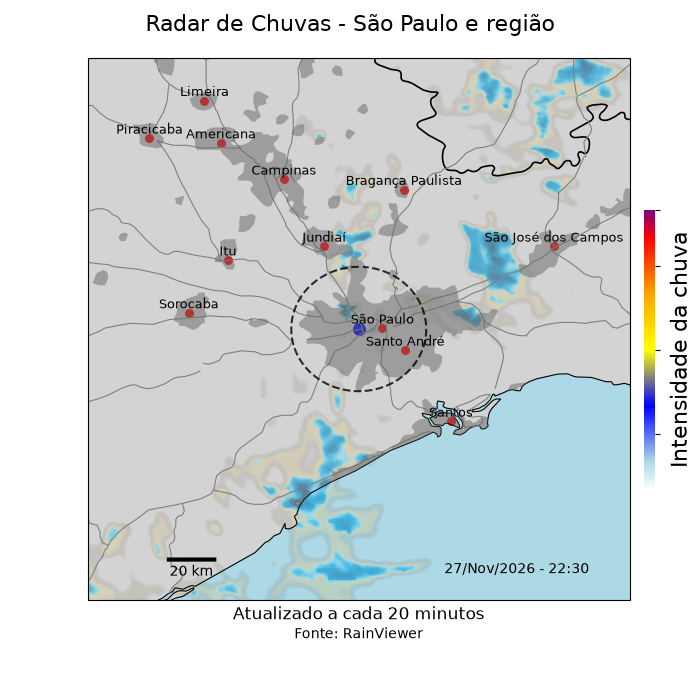 Radar de Chuvas - São Paulo e região
Limeira
Piracicaba
Americana
Campinas
Bragança Paulista
Jundiaí
São José dos Campos
Itu
Sorocaba
São Paulo
Santo André
Santos
Intensidade da chuva
20 km
27/Nov/2026 - 22:30
Atualizado a cada 20 minutos
Fonte: RainViewer